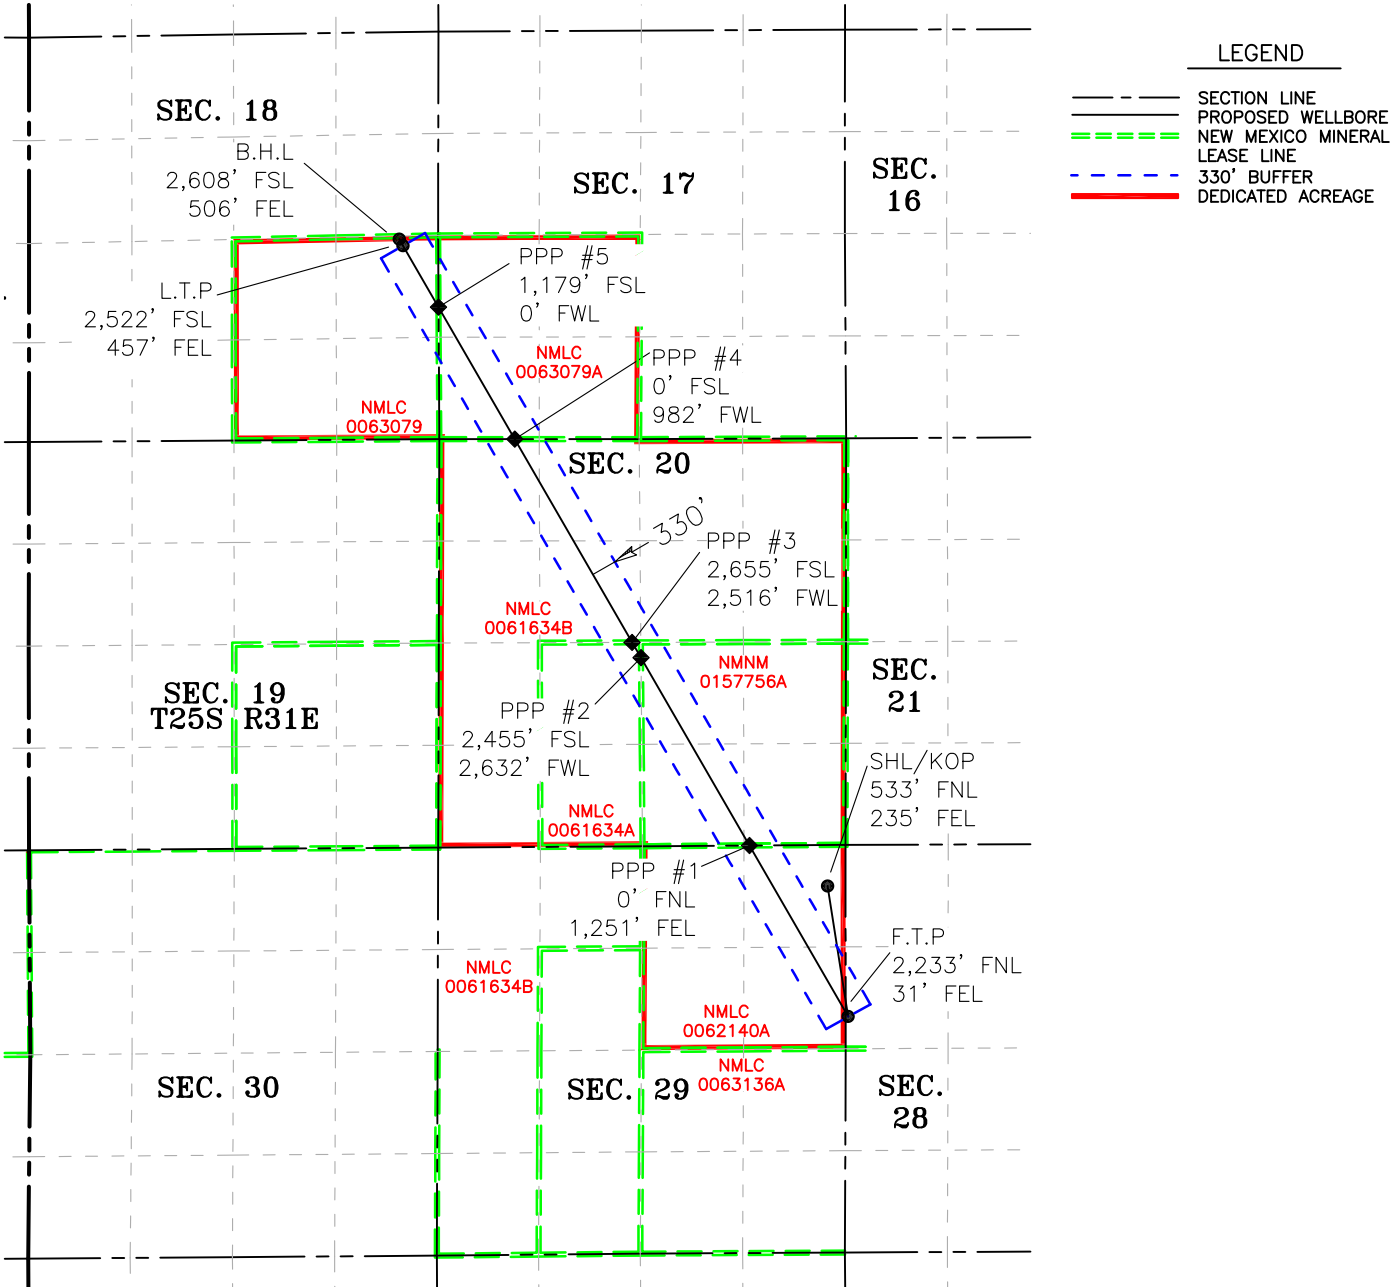 LEGEND
SECTION LINE
PROPOSED WELLBORE
NEW MEXICO MINERAL
LEASE LINE
330' BUFFER
DEDICATED ACREAGE
SEC. 18
B.H.L
2,608' FSL
506' FEL
SEC. 17
SEC.
16
L.T.P
2,522' FSL
457' FEL
PPP #5
1,179' FSL
0' FWL
NMLC
0063079A
PPP #4
0' FSL
982' FWL
NMLC
0063079
SEC. 20
330'
PPP #3
2,655' FSL
2,516' FWL
NMLC
0061634B
NMNM
0157756A
SEC.
21
SEC. 19
T25S R31E
PPP #2
2,455' FSL
2,632' FWL
SHL/KOP
533' FNL
235' FEL
NMLC
0061634A
PPP #1
0' FNL
1,251' FEL
F.T.P
2,233' FNL
31' FEL
NMLC
0061634B
NMLC
0062140A
NMLC
0063136A
SEC. 30
SEC. 29
SEC.
28